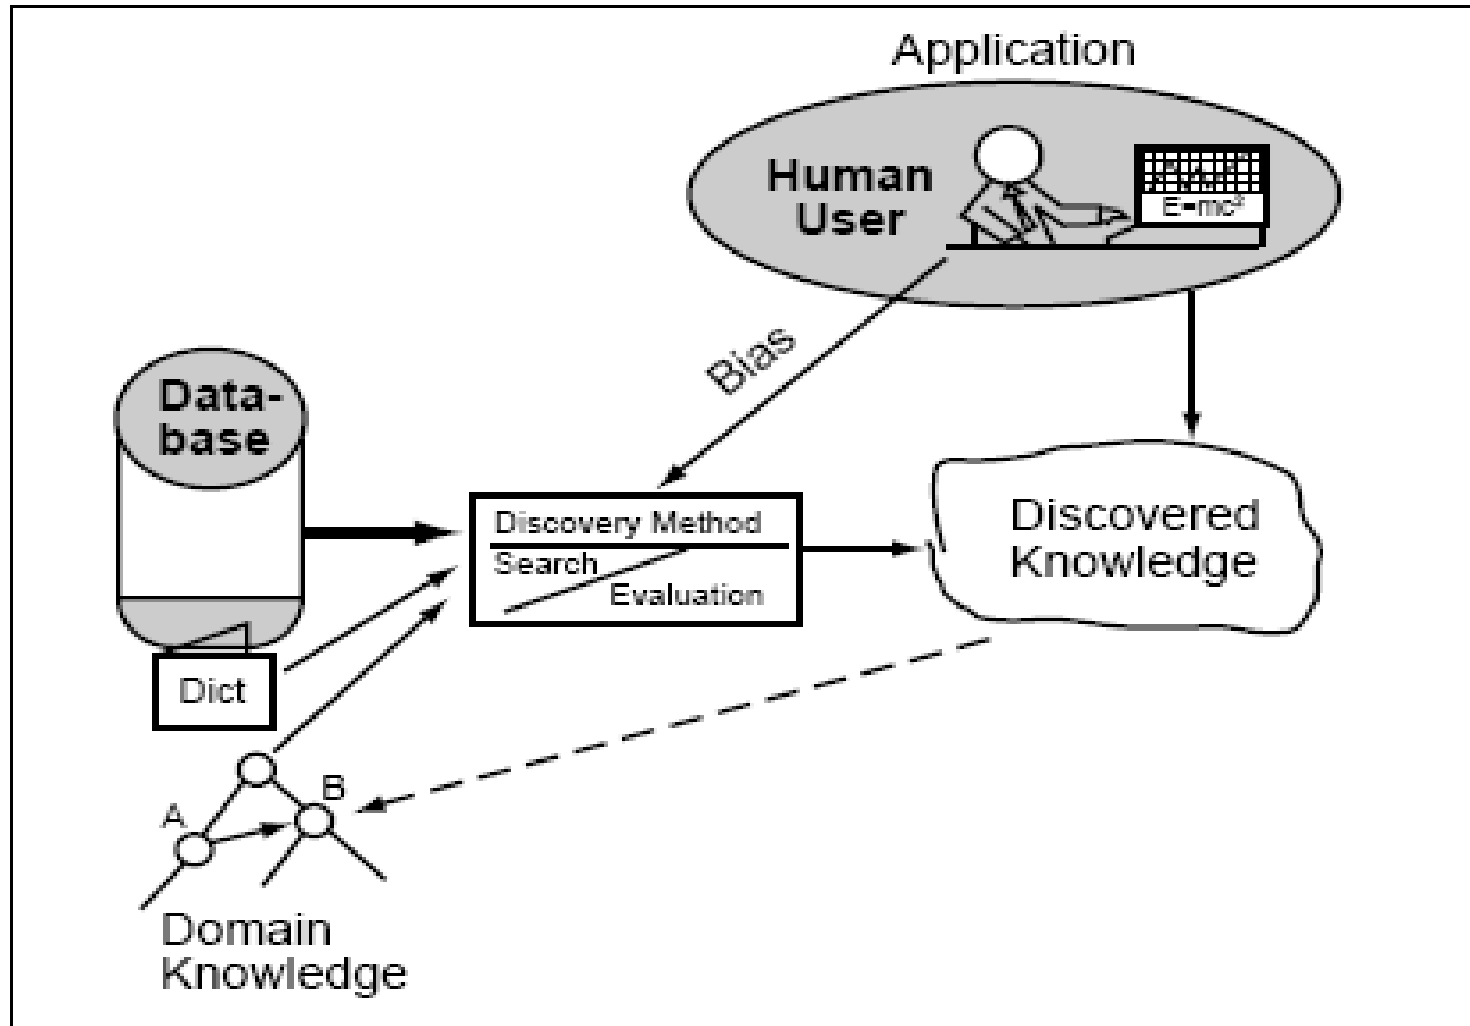 Application
Human
User
E=mc²
Bias
Data-
base
Discovery Method
Search
Evaluation
Discovered
Knowledge
Dict
A
B
Domain
Knowledge